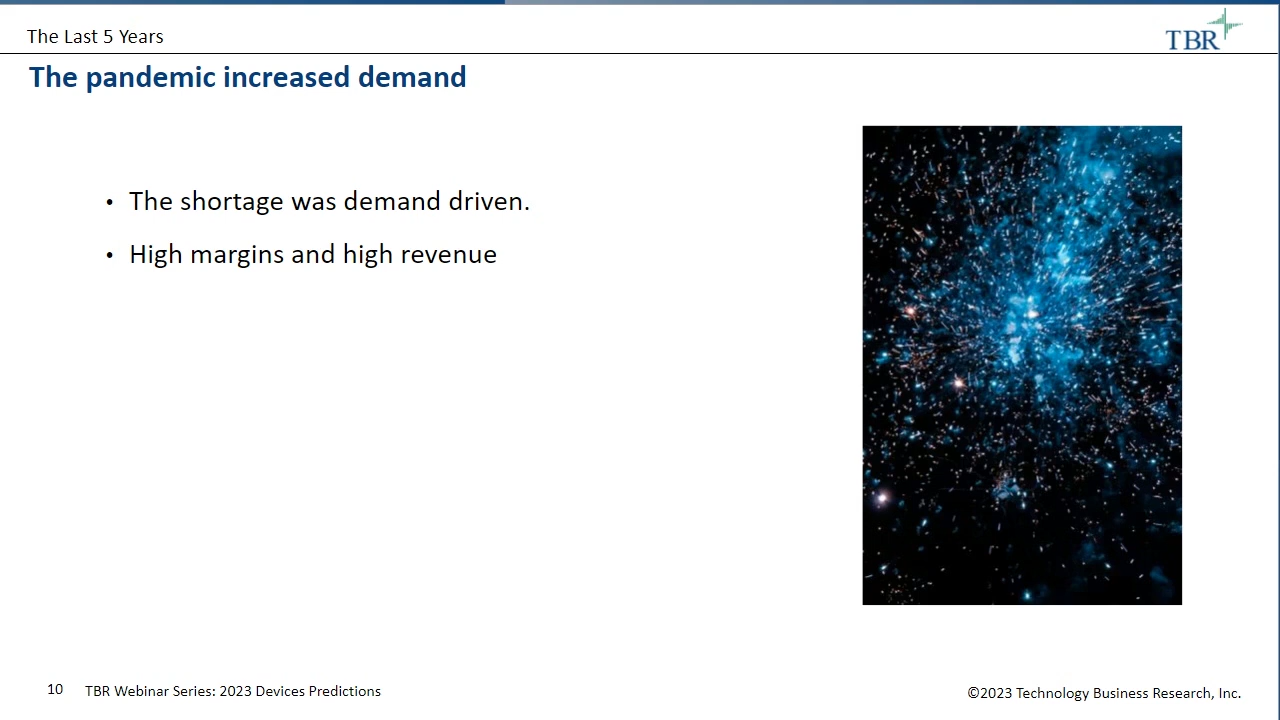 The Last 5 Years
TBR
The pandemic increased demand
• The shortage was demand driven.
• High margins and high revenue
10 TBR Webinar Series: 2023 Devices Predictions
©2023 Technology Business Research, Inc.